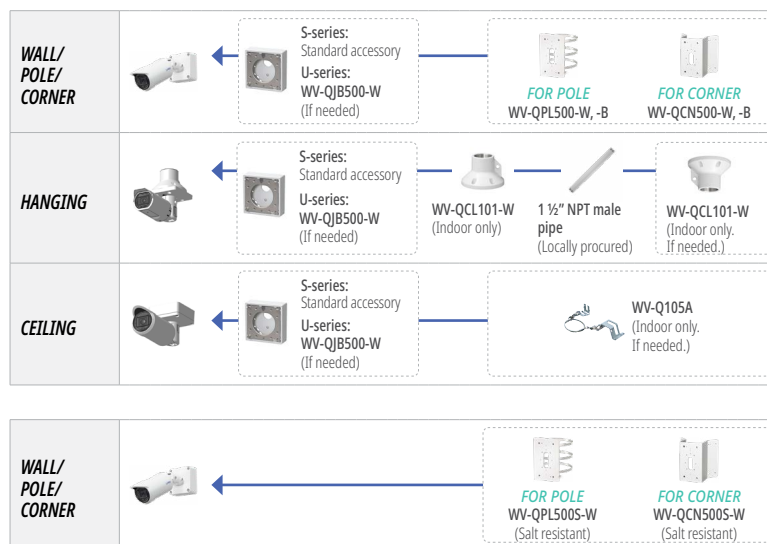 WALL/
POLE/
CORNER
S-series:
Standard accessory
U-series:
WV-QJB500-W
(If needed)
FOR POLE
WV-QPL500-W, -B
FOR CORNER
WV-QCN500-W, -B
HANGING
S-series:
Standard accessory
U-series:
WV-QJB500-W
(If needed)
WV-QCL101-W
(Indoor only)
1 ½” NPT male
pipe
(Locally procured)
WV-QCL101-W
(Indoor only.
If needed.)
CEILING
S-series:
Standard accessory
U-series:
WV-QJB500-W
(If needed)
WV-Q105A
(Indoor only.
If needed.)
WALL/
POLE/
CORNER
FOR POLE
WV-QPL500S-W
(Salt resistant)
FOR CORNER
WV-QCN500S-W
(Salt resistant)